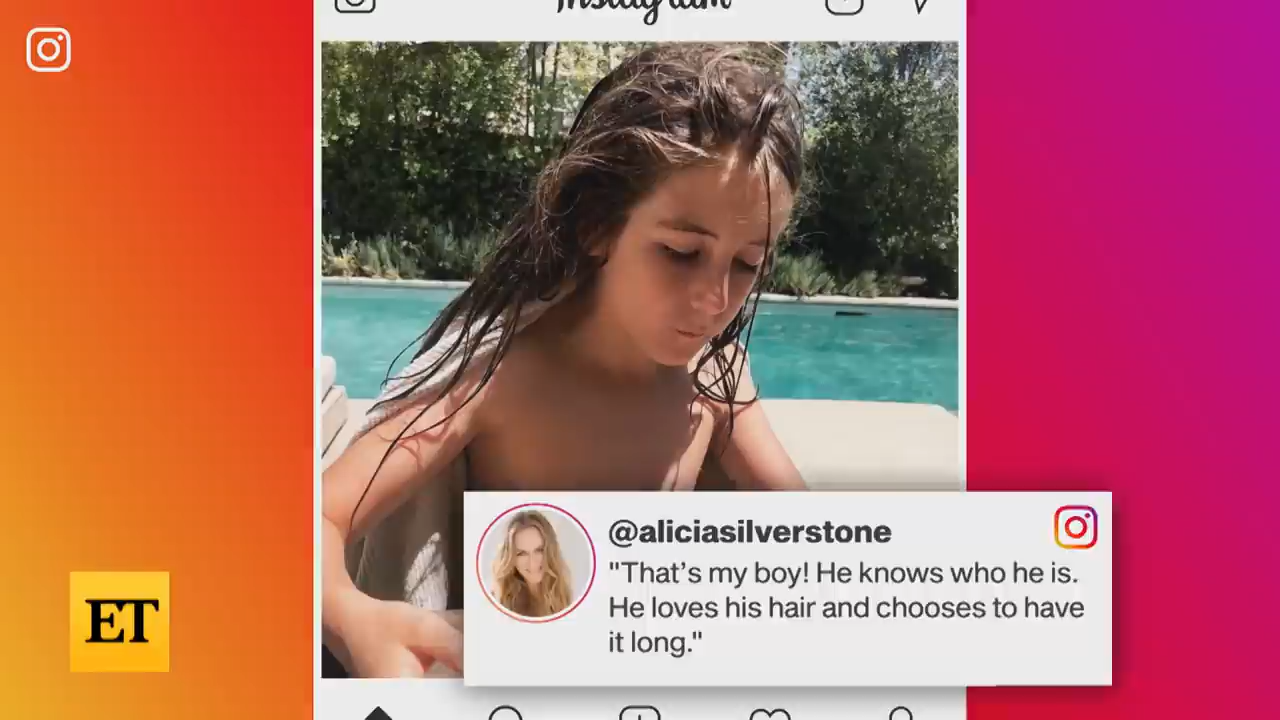 Instagram
@aliciasilverstone
"That's my boy! He knows who he is.
He loves his hair and chooses to have
it long."
ET